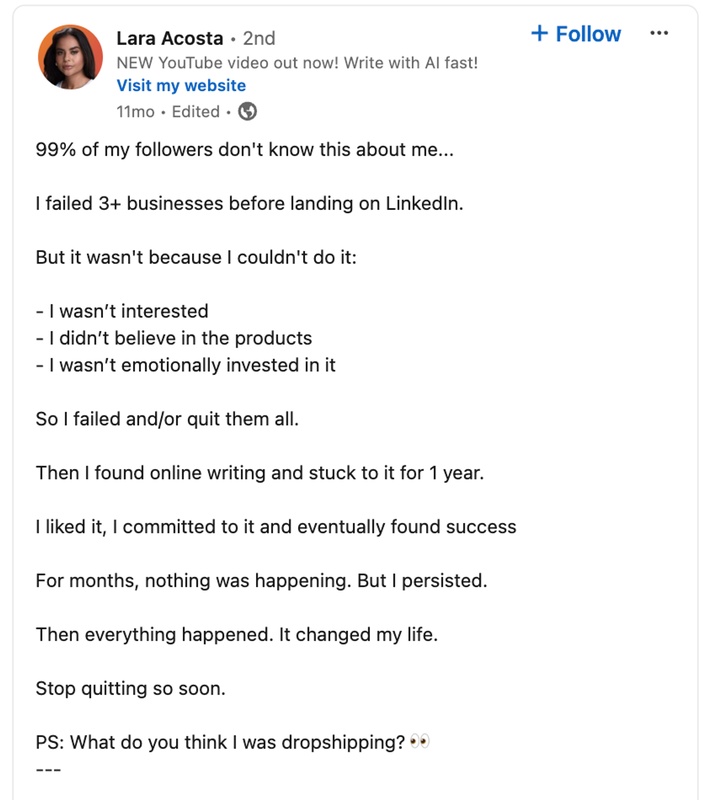 Lara Acosta • 2nd
+ Follow
NEW YouTube video out now! Write with AI fast!
Visit my website
11mo • Edited •
99% of my followers don't know this about me...
I failed 3+ businesses before landing on LinkedIn.
But it wasn't because I couldn't do it:
- I wasn’t interested
- I didn’t believe in the products
- I wasn’t emotionally invested in it
So I failed and/or quit them all.
Then I found online writing and stuck to it for 1 year.
I liked it, I committed to it and eventually found success
For months, nothing was happening. But I persisted.
Then everything happened. It changed my life.
Stop quitting so soon.
PS: What do you think I was dropshipping? 👀
---